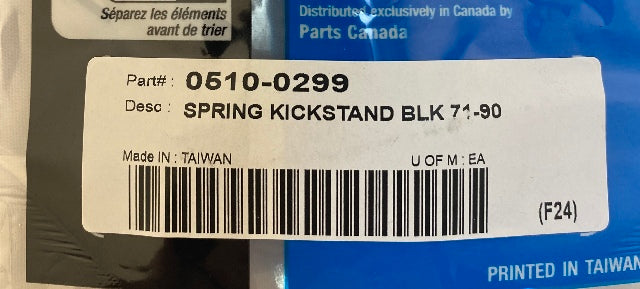 Séparez les éléments
avant de trier
Distributed exclusively in Canada by
Parts Canada
Part# : 0510-0299
Desc : SPRING KICKSTAND BLK 71-90
Made IN : TAIWAN
U OF M : EA
(F24)
PRINTED IN TAIWAN